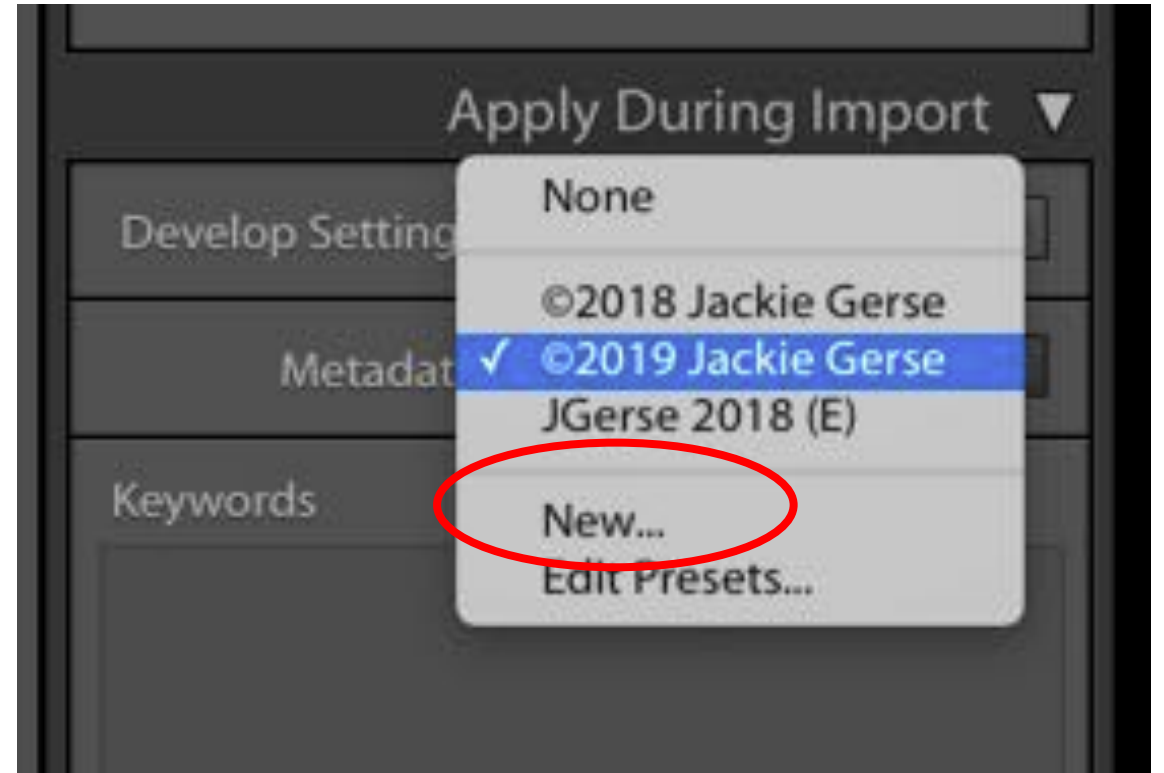 Apply During Import ▼
None
Develop Setting
©2018 Jackie Gerse
Metadat ✓ ©2019 Jackie Gerse
JGerse 2018 (E)
Keywords
New...
Edit Presets...